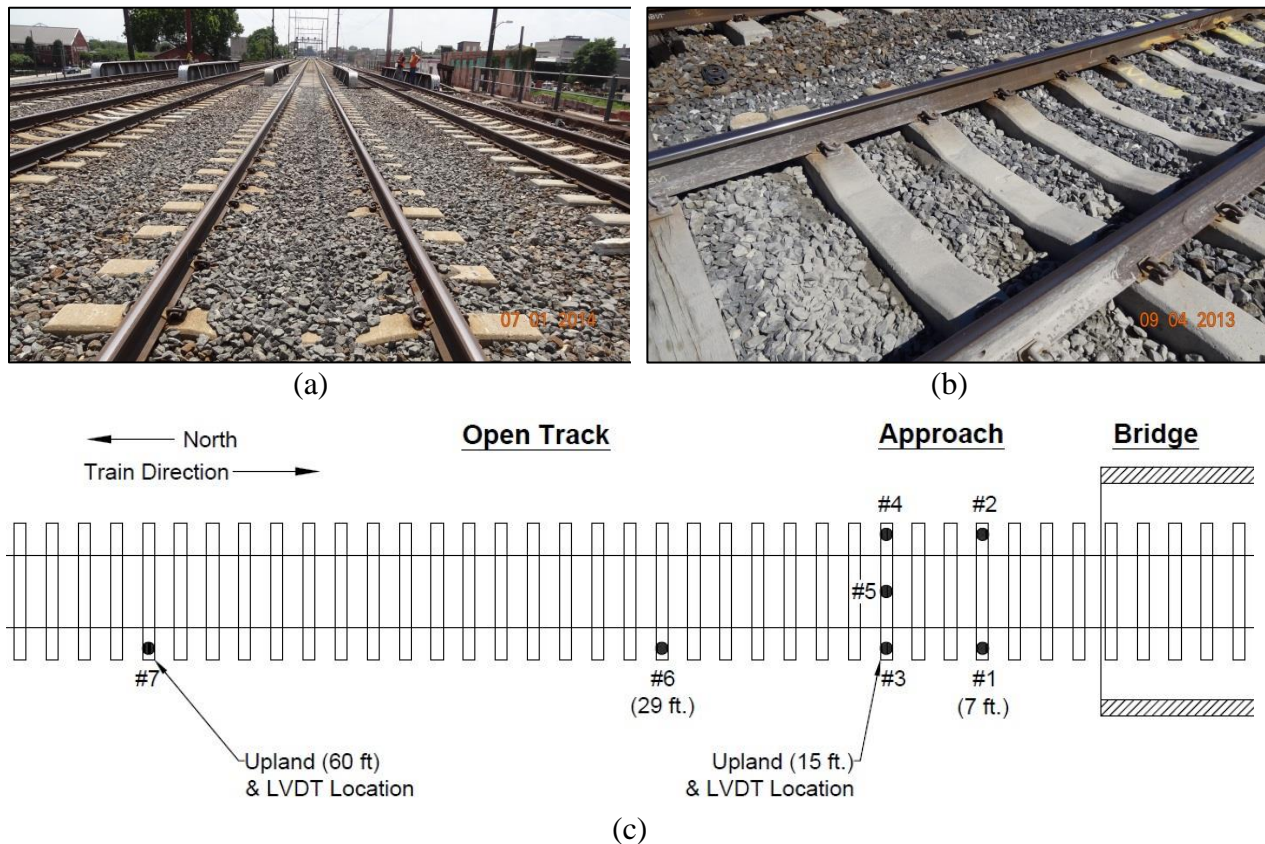 07 01 2014
09 04 2013
(a)
(b)
North
Open Track
Approach
Bridge
Train Direction
#4
#2
#5
#7
#6
(29 ft.)
#3
#1
(7 ft.)
Upland (60 ft)
& LVDT Location
Upland (15 ft.)
& LVDT Location
(c)